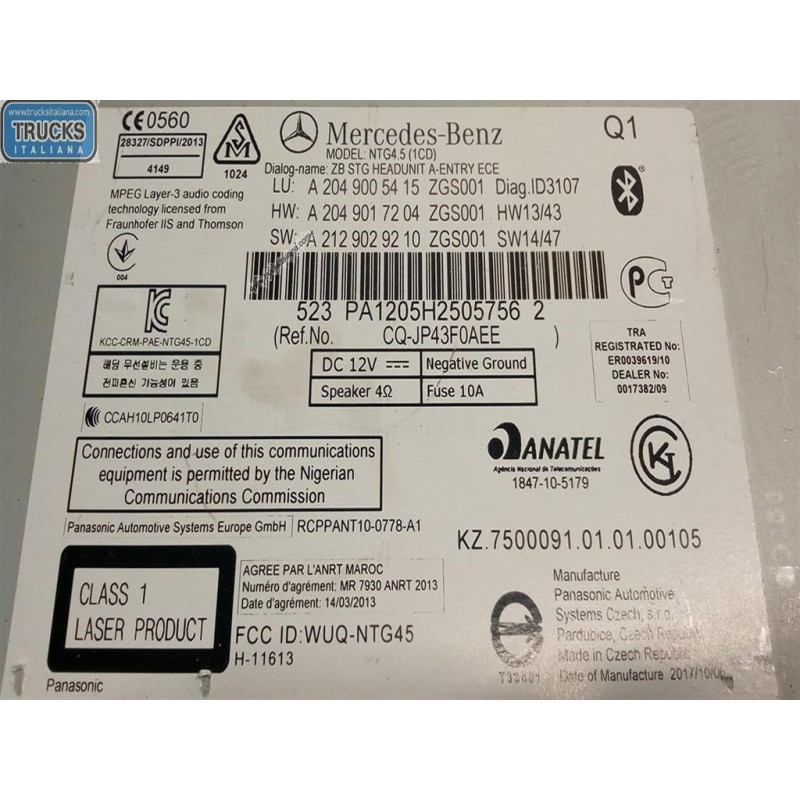 www.trucksitaliana.com
TRUCKS
ITALIANA
CE0560
28327/SDPPI/2013
4149
1024
Mercedes-Benz
Q1
MODEL: NTG4.5 (1CD)
Dialog-name: ZB STG HEADUNIT A-ENTRY ECE
LU: A 204 900 54 15 ZGS001 Diag.ID3107
HW: A 204 901 72 04 ZGS001 HW13/43
SW: A 212 902 92 10 ZGS001 SW14/47
MPEG Layer-3 audio coding
technology licensed from
Fraunhofer IIS and Thomson
004
523 PA1205H2505756 2
(Ref.No. CQ-JP43F0AEE )
KCC-CRM-PAE-NTG45-1CD
해당 무선설비는 운용 중
전파혼신 가능성이 있음
DC 12V Negative Ground
Speaker 4Ω Fuse 10A
TRA
REGISTERED No:
ER0039619/10
DEALER No:
0017382/09
CCAH10LP0641T0
Connections and use of this communications
equipment is permitted by the Nigerian
Communications Commission
ANATEL
Agência Nacional de Telecomunicações
1847-10-5179
Panasonic Automotive Systems Europe GmbH RCPPANT10-0778-A1
KZ.7500091.01.01.00105
CLASS 1
LASER PRODUCT
AGREE PAR L'ANRT MAROC
Numéro d'agrément: MR 7930 ANRT 2013
Date d'agrément: 14/03/2013
FCC ID:WUQ-NTG45
H-11613
Panasonic
Manufacture
Panasonic Automotive
Systems Czech, s.r.o.
Pardubice, Czech Republic
Made in Czech Republic
Date of Manufacture 2017/10/